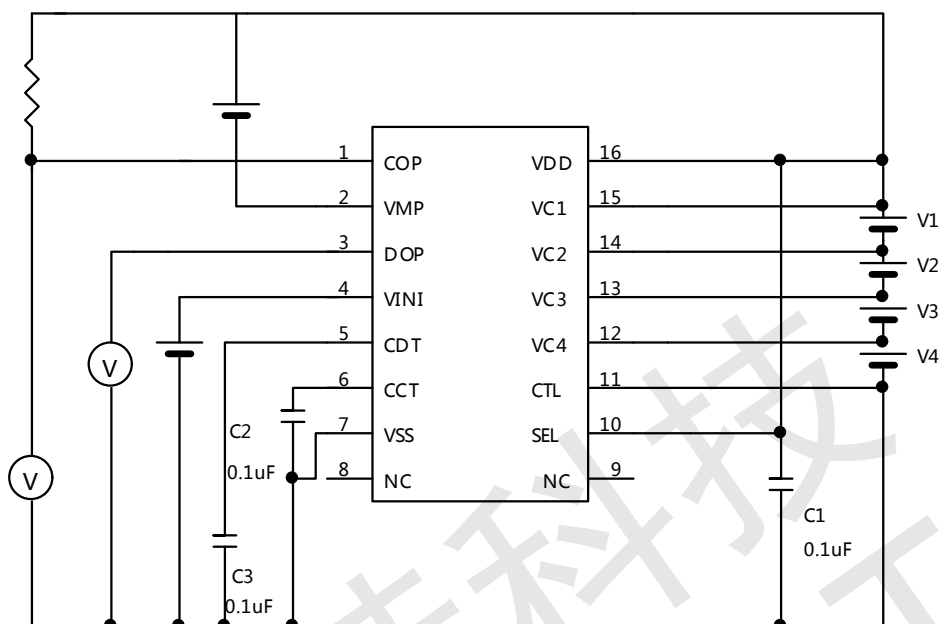 1 COP VDD 16
2 VMP VC1 15
V1
3 DOP VC2 14
V2
4 VINI VC3 13
V3
5 CDT VC4 12
V4
V
6 CCT CTL 11
C2
7 VSS SEL 10
0.1uF
8 NC NC 9
V
C1
0.1uF
C3
0.1uF
科技